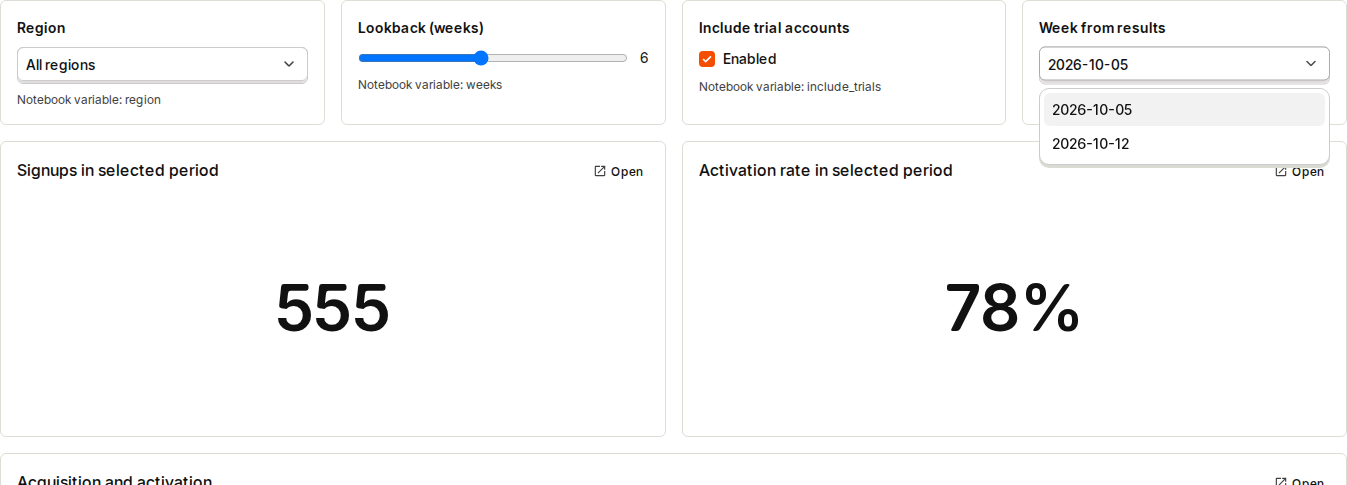 Region
All regions
Notebook variable: region
Lookback (weeks)
6
Notebook variable: weeks
Include trial accounts
Enabled
Notebook variable: include_trials
Week from results
2026-10-05
2026-10-05
2026-10-12
Signups in selected period
Open
555
Activation rate in selected period
Open
78%
Acquisition and activation
Open